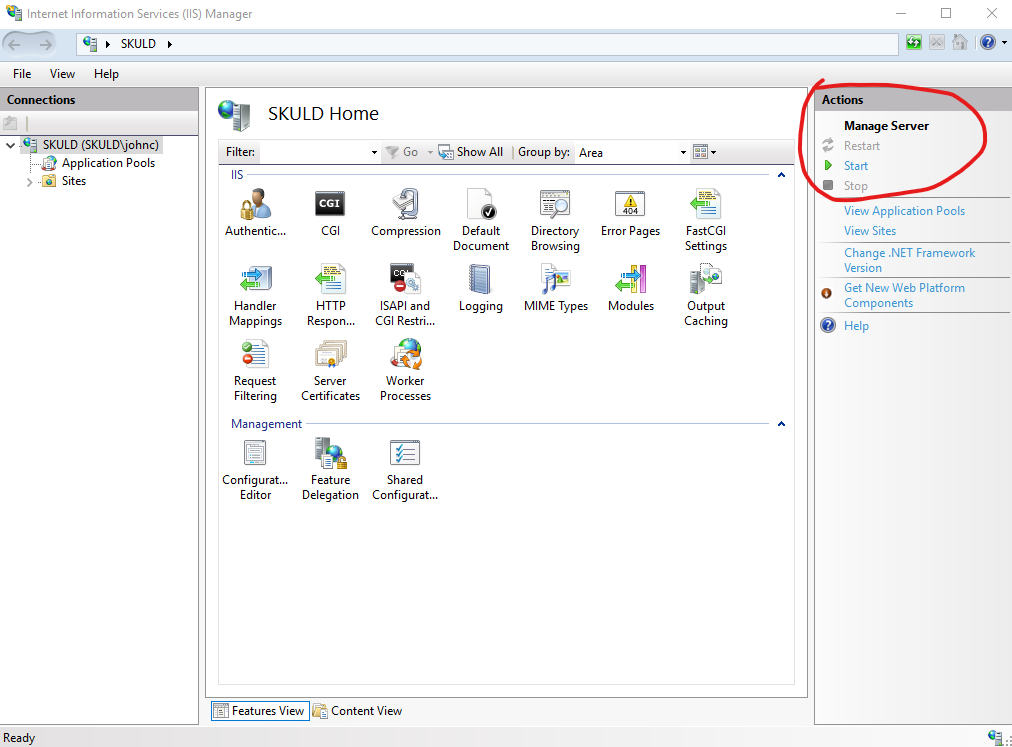 Internet Information Services (IIS) Manager
SKULD
File View Help
Connections
SKULD (SKULD\johnc)
Application Pools
Sites
SKULD Home
Filter: Go Show All Group by: Area
IIS
Authentic... CGI Compression Default Document Directory Browsing Error Pages FastCGI Settings
CGI
404
Handler Mappings HTTP Respon... ISAPI and CGI Restri... Logging MIME Types Modules Output Caching
Request Filtering Server Certificates Worker Processes
Management
Configurat... Editor Feature Delegation Shared Configurat...
Features View Content View
Actions
Manage Server
Restart
Start
Stop
View Application Pools
View Sites
Change .NET Framework
Version
Get New Web Platform
Components
Help
Ready